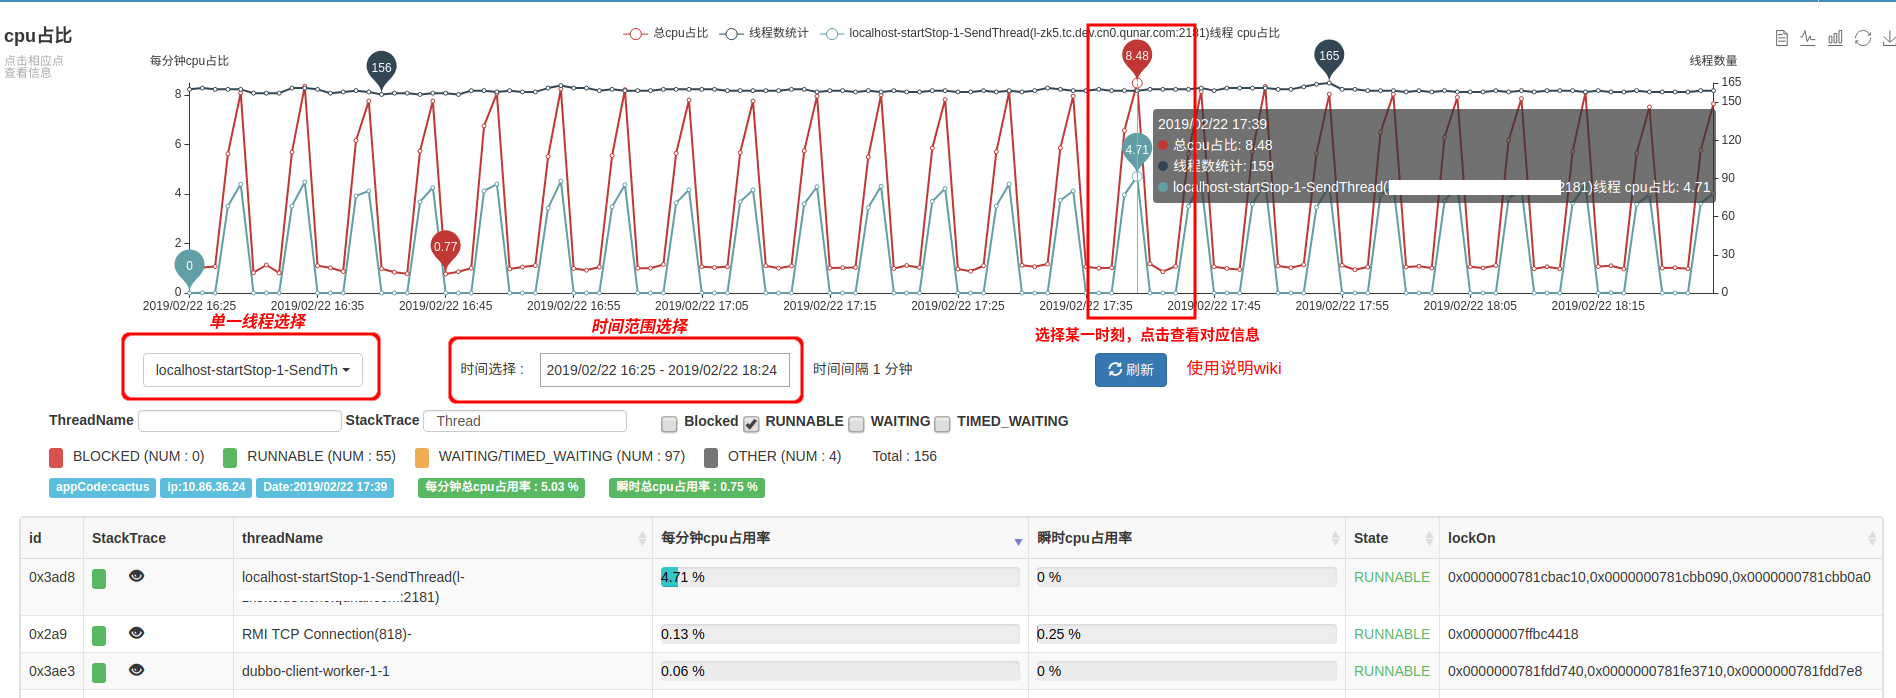 cpu占比
点击相应点
查看信息
总cpu占比 线程数统计 localhost-startStop-1-SendThread(l-zk5.tc.dev.cn0.qunar.com:2181)线程 cpu占比
每分钟cpu占比 线程数量
156 8.48 165
8 6 4 2 0
165 150 120 90 60 30 0
4.71
0.77
0
2019/02/22 17:39
总cpu占比: 8.48
线程数统计: 159
localhost-startStop-1-SendThread( 2181)线程 cpu占比: 4.71
2019/02/22 16:25 2019/02/22 16:35 2019/02/22 16:45 2019/02/22 16:55 2019/02/22 17:05 2019/02/22 17:15 2019/02/22 17:25 2019/02/22 17:35 2019/02/22 17:45 2019/02/22 17:55 2019/02/22 18:05 2019/02/22 18:15
单一线程选择 时间范围选择 选择某一时刻，点击查看对应信息
localhost-startStop-1-SendTh 时间选择 : 2019/02/22 16:25 - 2019/02/22 18:24 时间间隔 1 分钟 刷新 使用说明wiki
ThreadName StackTrace Thread Blocked RUNNABLE WAITING TIMED_WAITING
BLOCKED (NUM : 0) RUNNABLE (NUM : 55) WAITING/TIMED_WAITING (NUM : 97) OTHER (NUM : 4) Total : 156
appCode:cactus ip:10.86.36.24 Date:2019/02/22 17:39 每分钟总cpu占用率 : 5.03 % 瞬时总cpu占用率 : 0.75 %
id StackTrace threadName 每分钟cpu占用率 瞬时cpu占用率 State lockOn
0x3ad8 localhost-startStop-1-SendThread(l- 4.71 % 0 % RUNNABLE 0x0000000781cbac10,0x0000000781cbb090,0x0000000781cbb0a0
:2181)
0x2a9 RMI TCP Connection(818)- 0.13 % 0.25 % RUNNABLE 0x00000007ffbc4418
0x3ae3 dubbo-client-worker-1-1 0.06 % 0 % RUNNABLE 0x0000000781fdd740,0x0000000781fe3710,0x0000000781fdd7e8